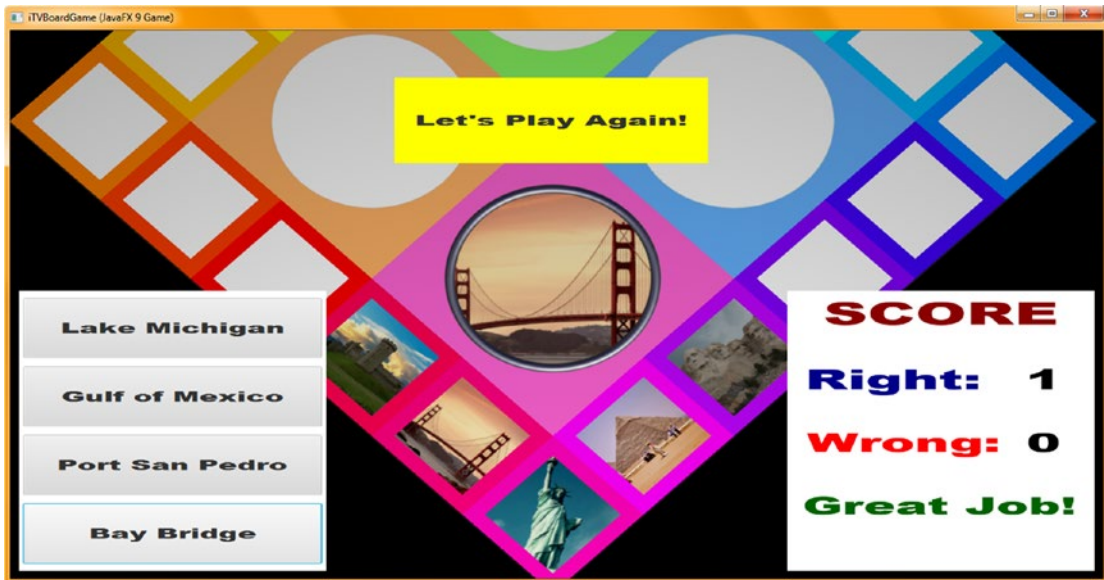 iTVBoardGame (JavaFX 9 Game)
Let's Play Again!
Lake Michigan
Gulf of Mexico
Port San Pedro
Bay Bridge
SCORE
Right: 1
Wrong: 0
Great Job!